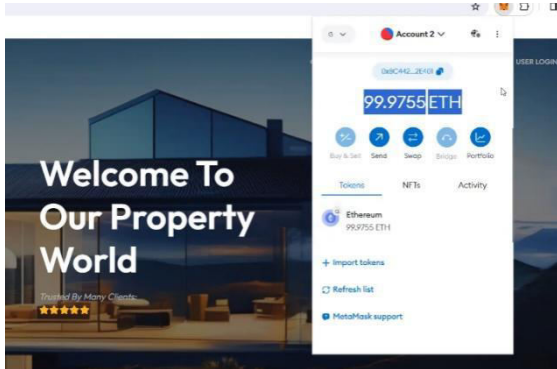 USER LOGIN
Account 2
99.9755 ETH
Buy & Sell
Send
Swap
Bridge
Portfolio
Tokens
NFTs
Activity
Ethereum
99.9755 ETH
+ Import tokens
Refresh list
MetaMask support
Welcome To
Our Property
World
Trusted By Many Clients: